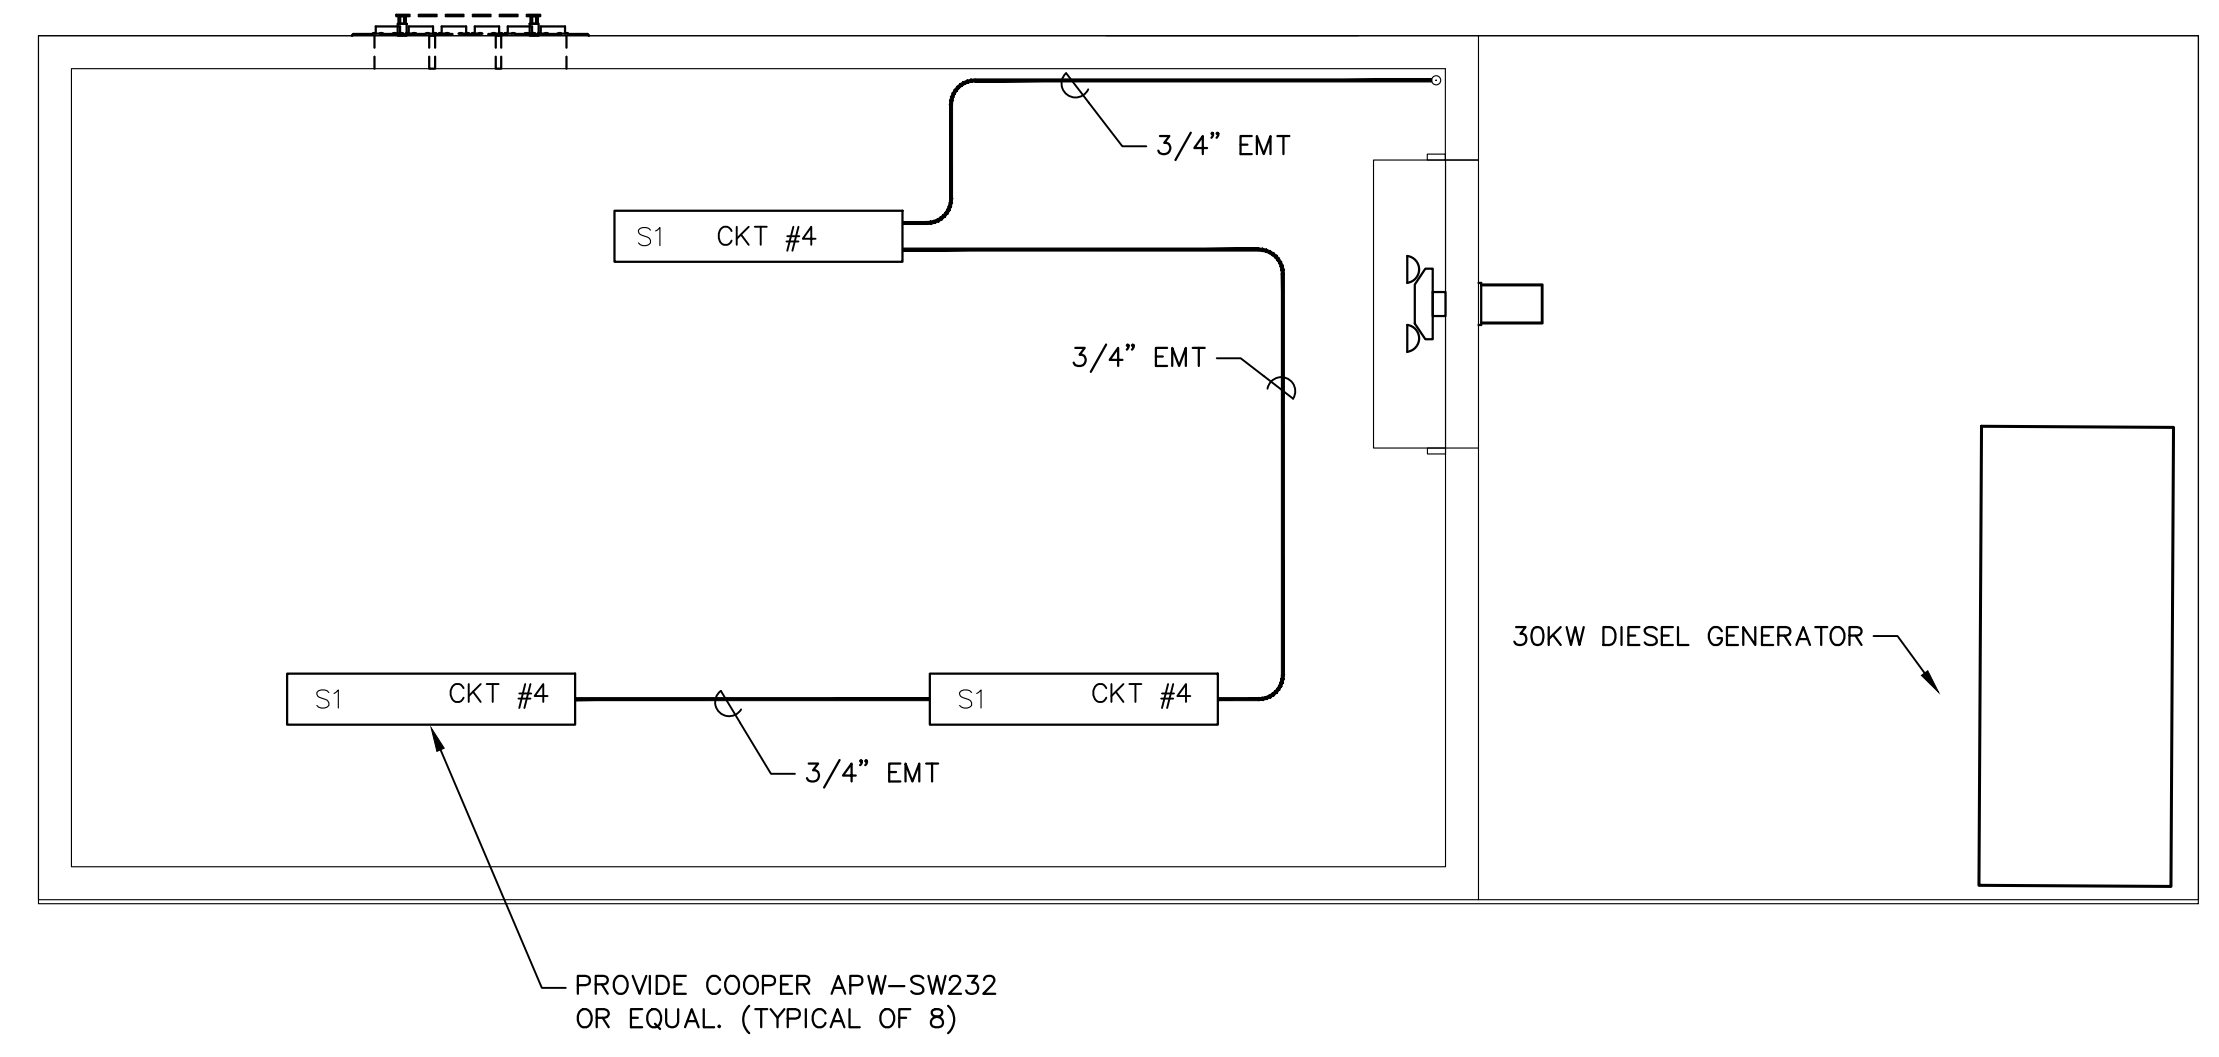 3/4” EMT
S1 CKT #4
3/4” EMT
30KW DIESEL GENERATOR
S1 CKT #4
S1 CKT #4
3/4” EMT
PROVIDE COOPER APW-SW232
OR EQUAL. (TYPICAL OF 8)